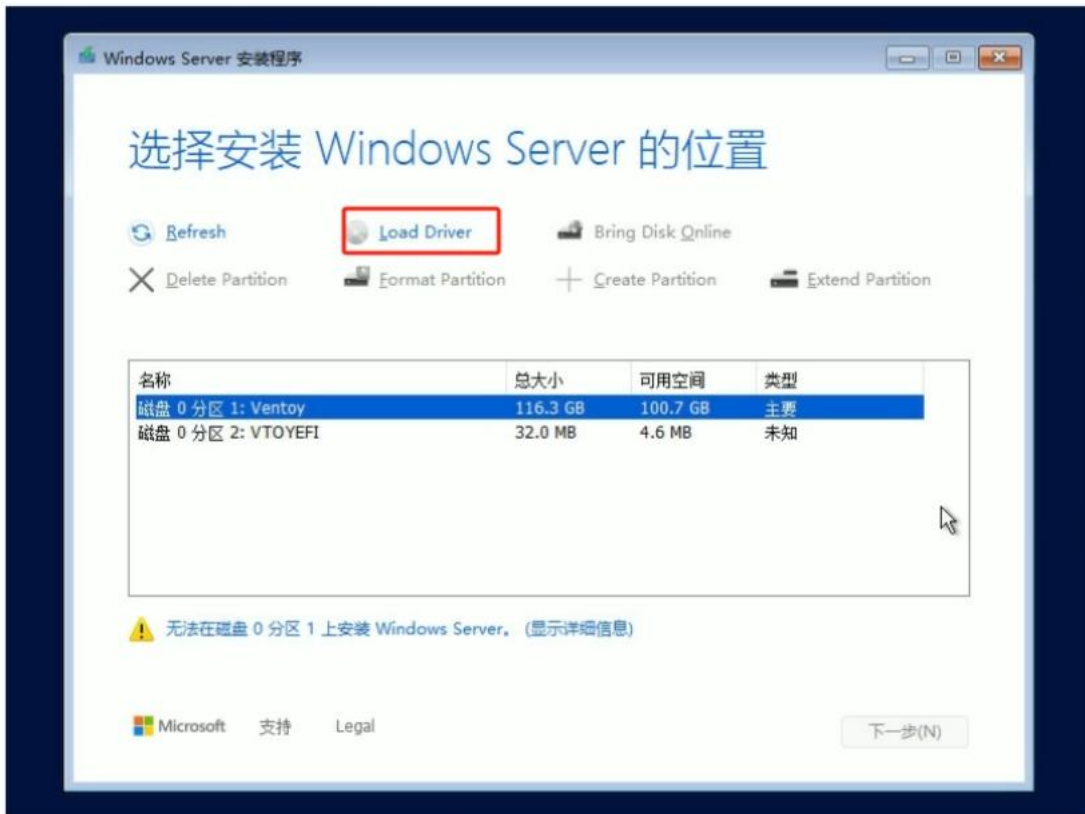 Windows Server 安装程序
选择安装 Windows Server 的位置
Refresh Load Driver Bring Disk Online
Delete Partition Format Partition Create Partition Extend Partition
名称 总大小 可用空间 类型
磁盘 0 分区 1: Ventoy 116.3 GB 100.7 GB 主要
磁盘 0 分区 2: VTOYEFI 32.0 MB 4.6 MB 未知
无法在磁盘 0 分区 1 上安装 Windows Server。 (显示详细信息)
Microsoft 支持 Legal 下一步(N)